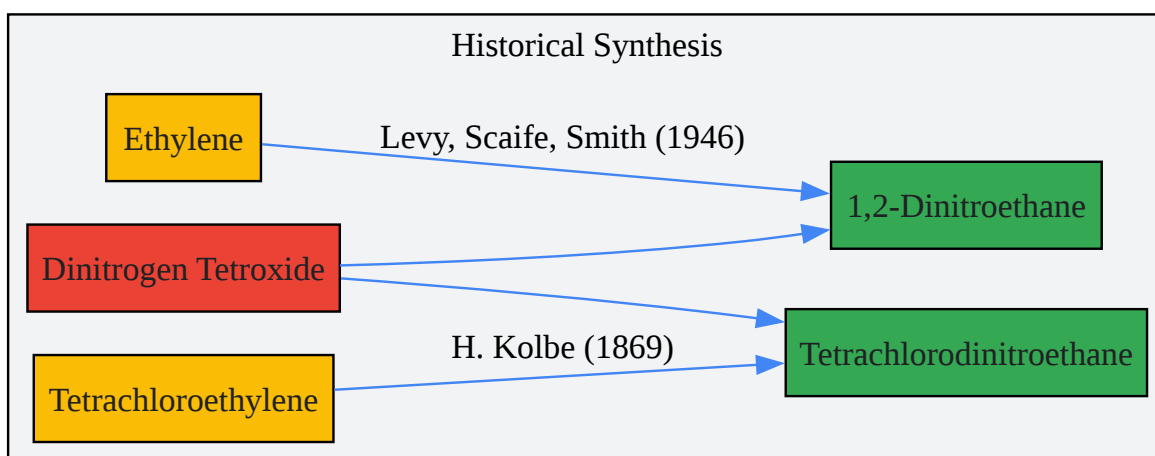 Historical Synthesis
Ethylene
Levy, Scaife, Smith (1946)
1,2-Dinitroethane
Dinitrogen Tetroxide
H. Kolbe (1869)
Tetrachlorodinitroethane
Tetrachloroethylene